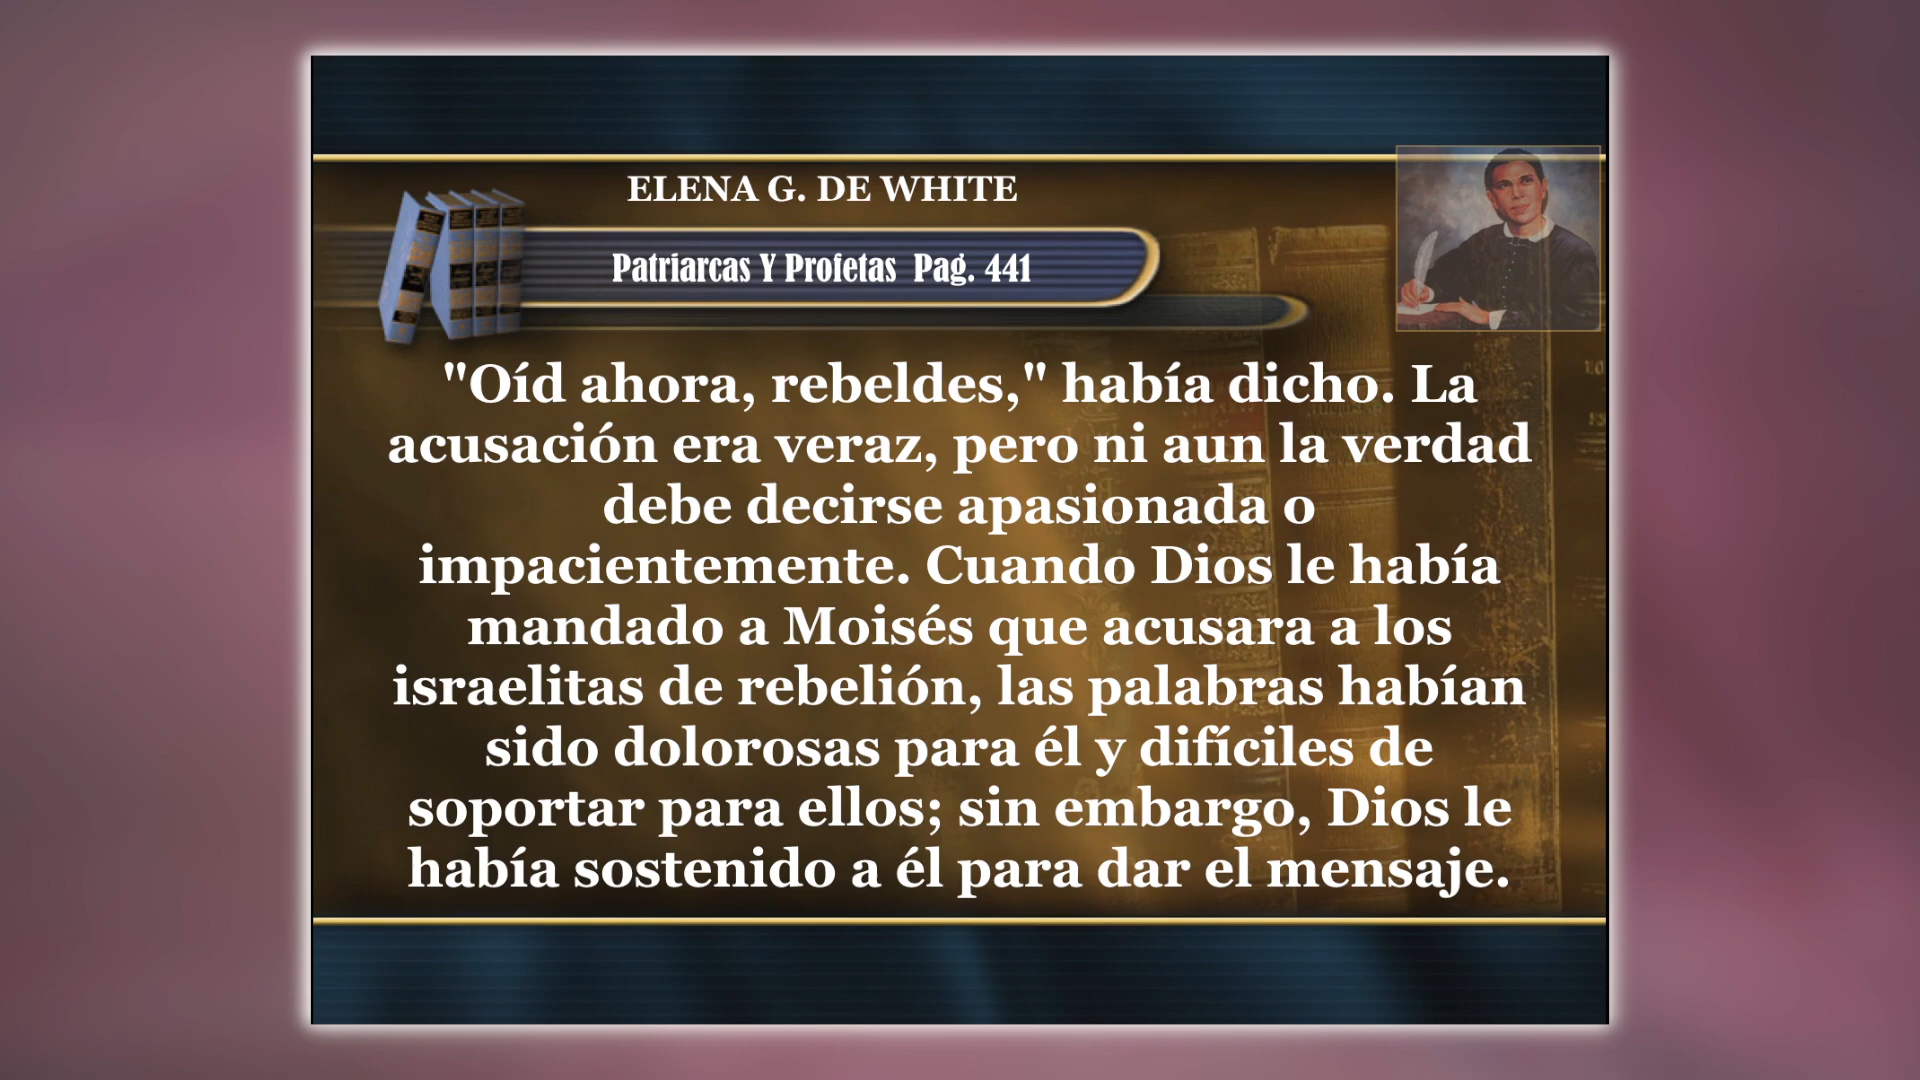 ELENA G. DE WHITE
Patriarcas Y Profetas Pag. 441
"Oíd ahora, rebeldes," había dicho. La
acusación era veraz, pero ni aun la verdad
debe decirse apasionada o
impacientemente. Cuando Dios le había
mandado a Moisés que acusara a los
israelitas de rebelión, las palabras habían
sido dolorosas para él y difíciles de
soportar para ellos; sin embargo, Dios le
había sostenido a él para dar el mensaje.